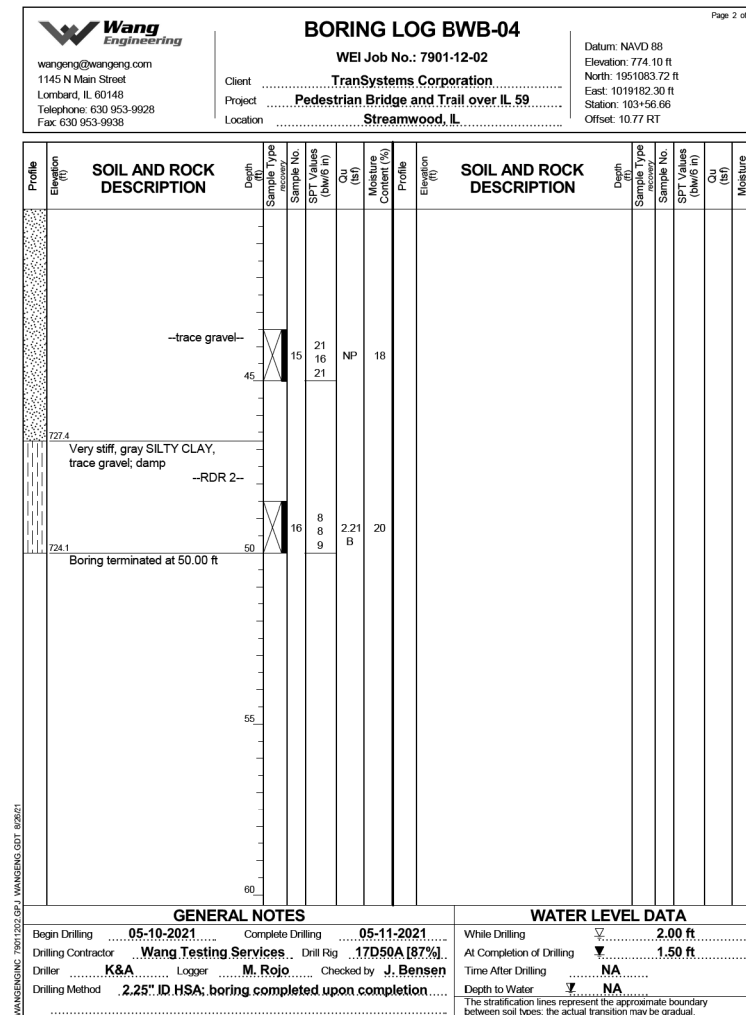 Page 2 of
Wang
Engineering
wangeng@wangeng.com
1145 N Main Street
Lombard, IL 60148
Telephone: 630 953-9928
Fax: 630 953-9938
BORING LOG BWB-04
WEI Job No.: 7901-12-02
Client TranSystems Corporation
Project Pedestrian Bridge and Trail over IL 59
Location Streamwood, IL
Datum: NAVD 88
Elevation: 774.10 ft
North: 1951083.72 ft
East: 1019182.30 ft
Station: 103+56.66
Offset: 10.77 RT
Profile
Elevation (ft)
SOIL AND ROCK DESCRIPTION
Depth (ft)
Sample Type recovery
Sample No.
SPT Values (blw/6 in)
Qu (tsf)
Moisture Content (%)
Profile
Elevation (ft)
SOIL AND ROCK DESCRIPTION
Depth (ft)
Sample Type recovery
Sample No.
SPT Values (blw/6 in)
Qu (tsf)
Moisture
--trace gravel--
15
21
16
21
NP
18
45
727.4
Very stiff, gray SILTY CLAY,
trace gravel; damp
--RDR 2--
16
8
8
9
2.21
B
20
724.1
50
Boring terminated at 50.00 ft
55
60
GENERAL NOTES
Begin Drilling 05-10-2021 Complete Drilling 05-11-2021
Drilling Contractor Wang Testing Services Drill Rig 17D50A [87%]
Driller K&A Logger M. Rojo Checked by J. Bensen
Drilling Method 2.25" ID HSA; boring completed upon completion
WATER LEVEL DATA
While Drilling 2.00 ft
At Completion of Drilling 1.50 ft
Time After Drilling NA
Depth to Water NA
The stratification lines represent the approximate boundary
between soil types; the actual transition may be gradual.
WANGENGINC 79011202.GPJ WANGENG.GDT 8/26/21